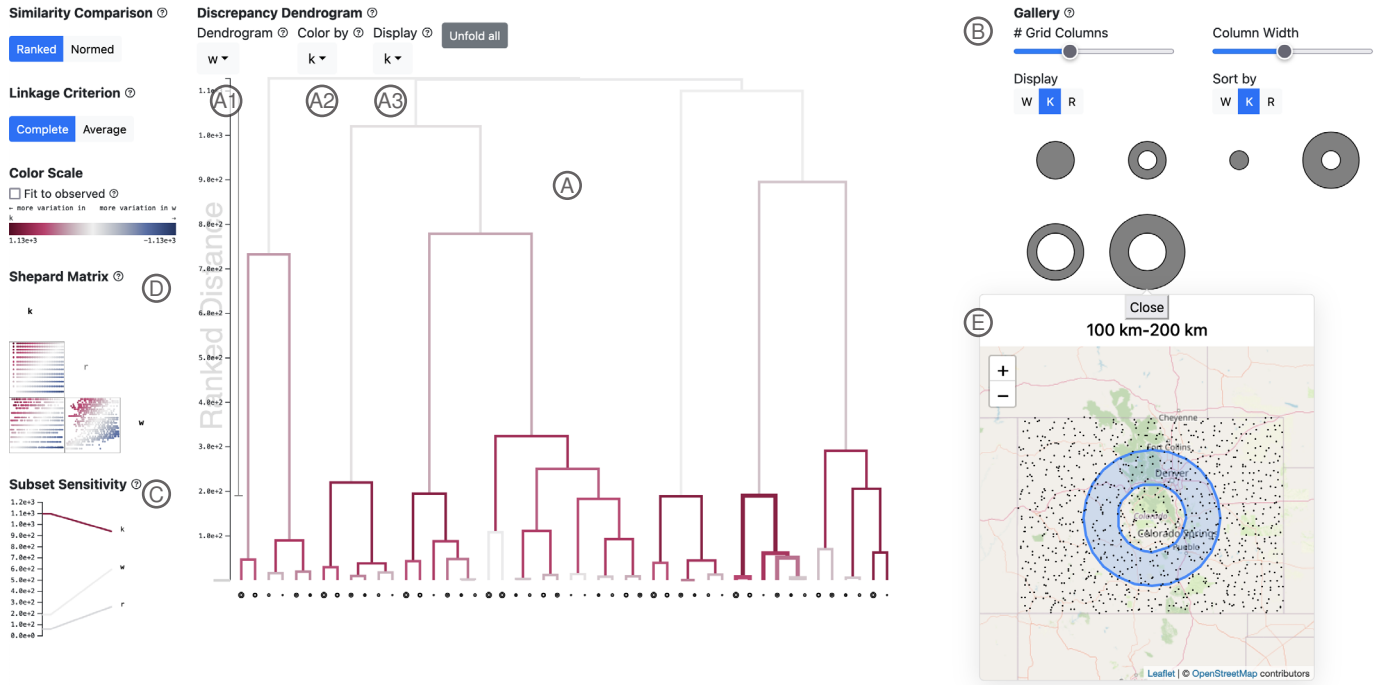 Similarity Comparison ?
Ranked Normed
Linkage Criterion ?
Complete Average
Color Scale
Fit to observed ?
← more variation in k
more variation in w →
1.13e+3 -1.13e+3
Shepard Matrix ?
D
k
r
w
Subset Sensitivity ?
C
1.2e+3
1.1e+3
1.0e+3
9.0e+2
8.0e+2
7.0e+2
6.0e+2
5.0e+2
4.0e+2
3.0e+2
2.0e+2
1.0e+2
0.0e+0
k
w
r
Discrepancy Dendrogram ?
Dendrogram ? Color by ? Display ? Unfold all
w k k
A1 A2 A3
A
Ranked Distance
1.0e+3
9.0e+2
8.0e+2
7.0e+2
6.0e+2
5.0e+2
4.0e+2
3.0e+2
2.0e+2
1.0e+2
B
Gallery ?
# Grid Columns Column Width
Display Sort by
W K R W K R
E
Close
100 km-200 km
+
−
Cheyenne
Fort Collins
Denver
Colorado
Colorado Springs
Pueblo
Leaflet | © OpenStreetMap contributors